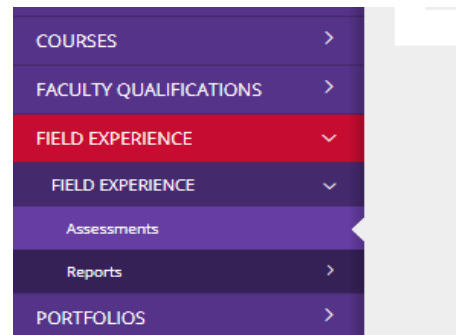 COURSES
FACULTY QUALIFICATIONS
FIELD EXPERIENCE
FIELD EXPERIENCE
Assessments
Reports
PORTFOLIOS